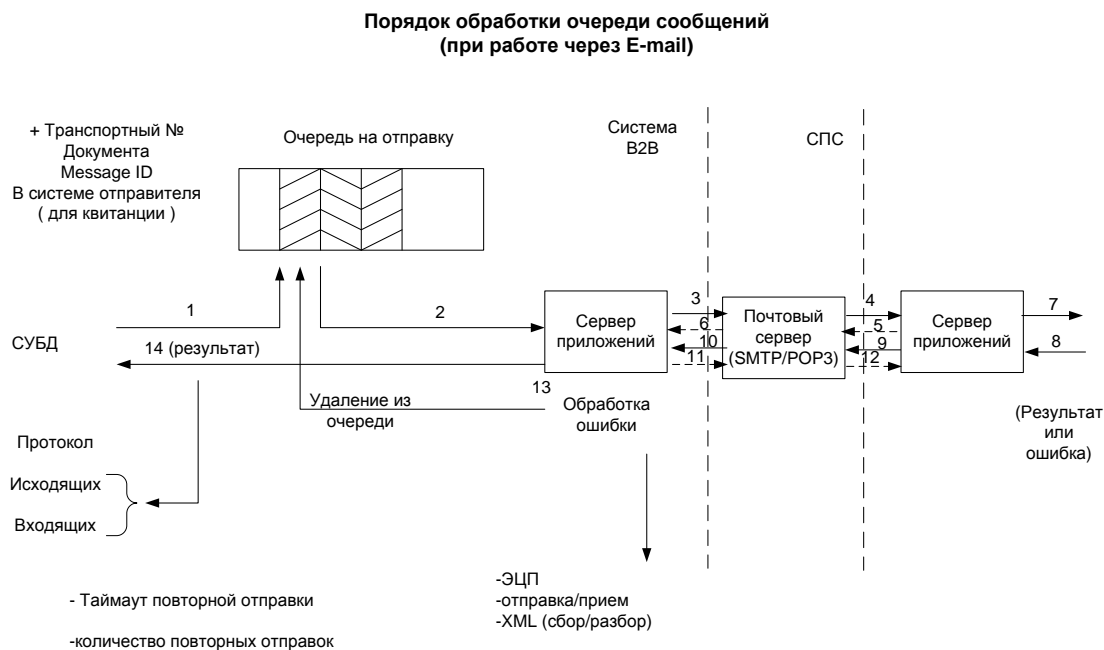 Порядок обработки очереди сообщений
(при работе через E-mail)
+ Транспортный №
Документа
Message ID
В системе отправителя
( для квитанции )
Очередь на отправку
Система
B2B
СПС
СУБД
1
2
Сервер
приложений
3
6
10
11
Почтовый
сервер
(SMTP/POP3)
4
5
9
12
Сервер
приложений
7
8
14 (результат)
13
Удаление из
очереди
Обработка
ошибки
(Результат
или
ошибка)
Протокол
Исходящих
Входящих
- Таймаут повторной отправки
-количество повторных отправок
-ЭЦП
-отправка/прием
-XML (сбор/разбор)